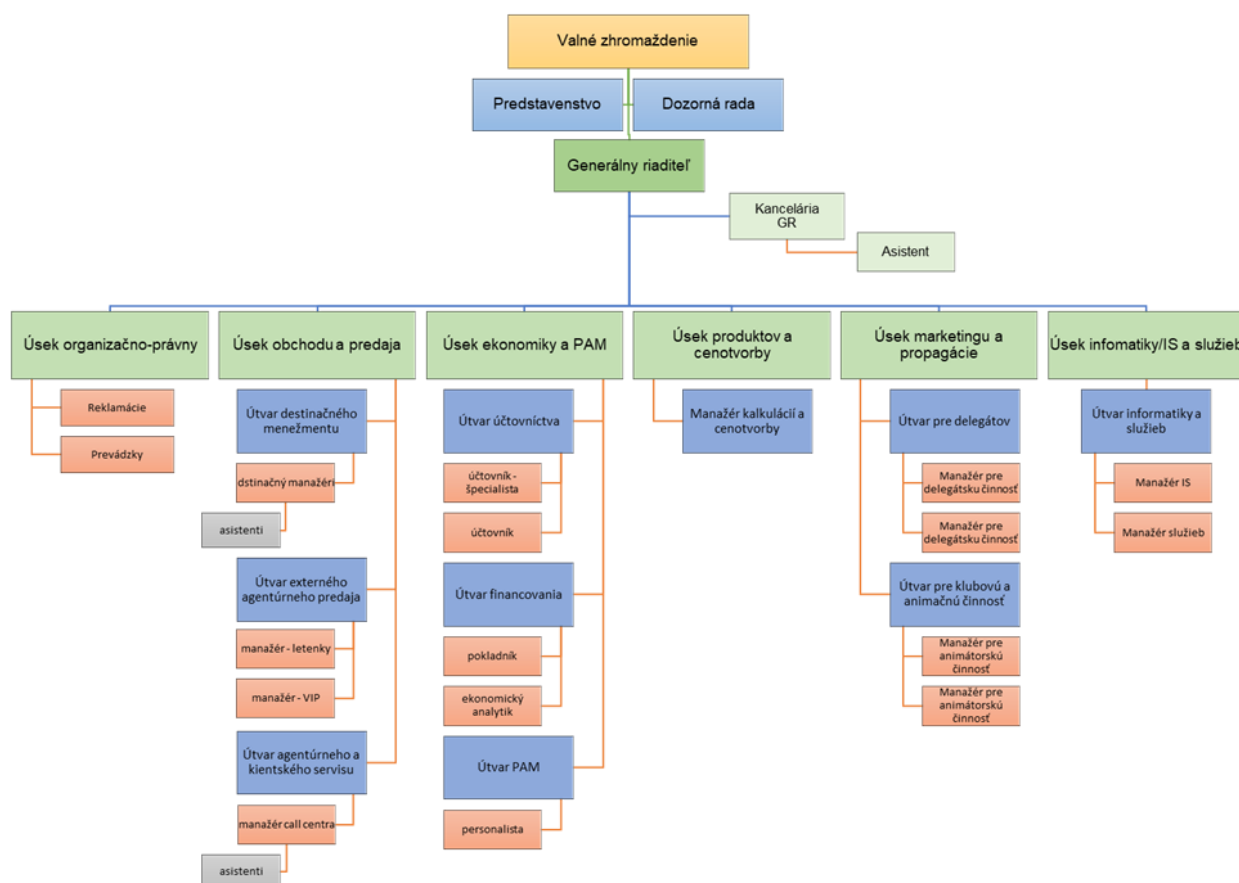 Valné zhromaždenie
Predstavenstvo
Dozorná rada
Generálny riaditeľ
Kancelária
GR
Asistent
Úsek organizačno-právny
Úsek obchodu a predaja
Úsek ekonomiky a PAM
Úsek produktov a
cenotvorby
Úsek marketingu a
propagácie
Úsek infomatiky/IS a služieb
Reklamácie
Prevádzky
Útvar destinačného
menežmentu
dstinačný manažéri
asistenti
Útvar externého
agentúrneho predaja
manažér - letenky
manažér - VIP
Útvar agentúrneho a
kientského servisu
manažér call centra
asistenti
Útvar účtovníctva
účtovník -
špecialista
účtovník
Útvar financovania
pokladník
ekonomický
analytik
Útvar PAM
personalista
Manažér kalkulácií a
cenotvorby
Útvar pre delegátov
Manažér pre
delegátsku činnosť
Manažér pre
delegátsku činnosť
Útvar pre klubovú a
animačnú činnosť
Manažér pre
animátorskú
činnosť
Manažér pre
animátorskú
činnosť
Útvar informatiky a
služieb
Manažér IS
Manažér služieb